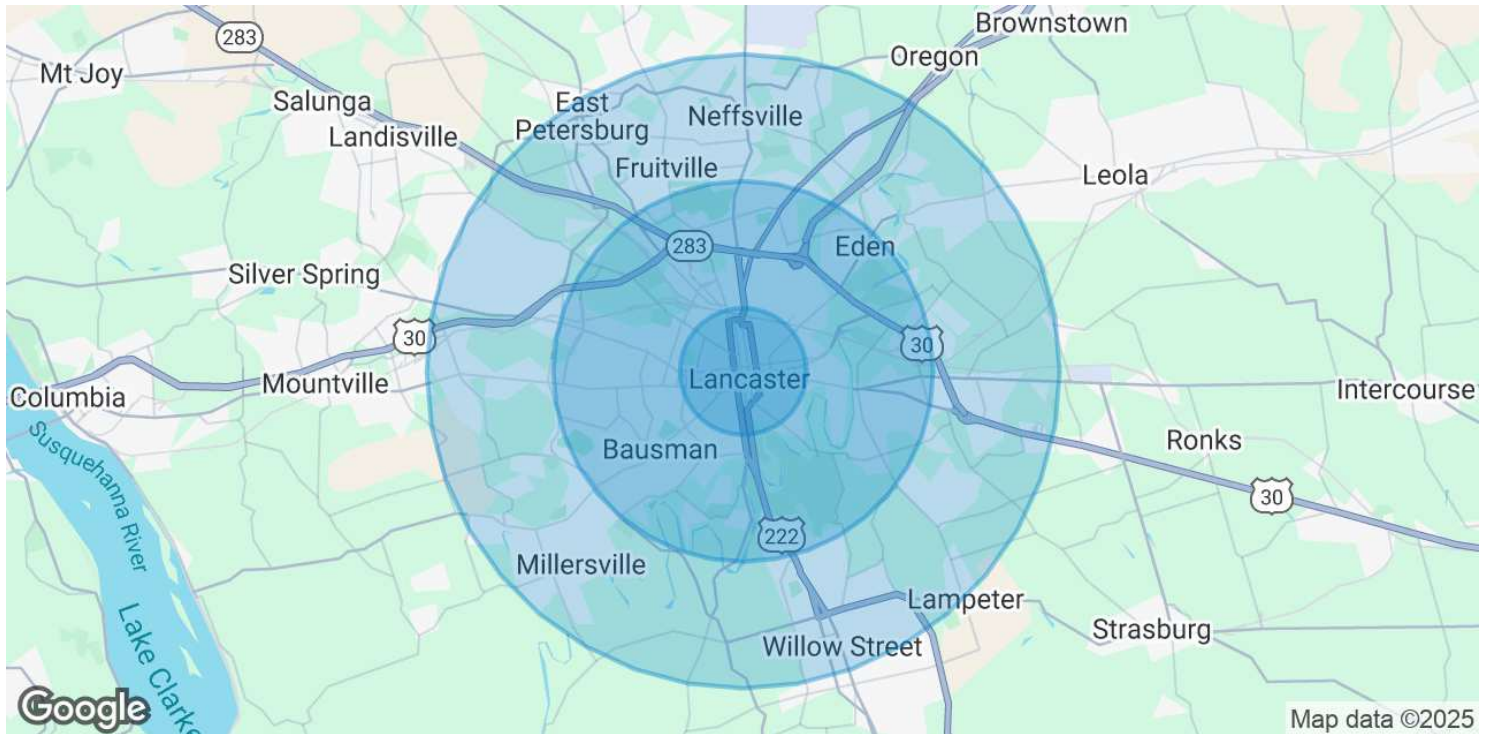 Brownstown
283
Oregon
Mt Joy
Salunga
East
Petersburg
Neffsville
Landisville
Fruitville
Leola
283
Eden
Silver Spring
30
30
Lancaster
Mountville
Columbia
Intercourse
Bausman
Ronks
Susquehanna River
30
222
Millersville
Lampeter
Strasburg
Willow Street
Lake Clarke
Google
Map data ©2025